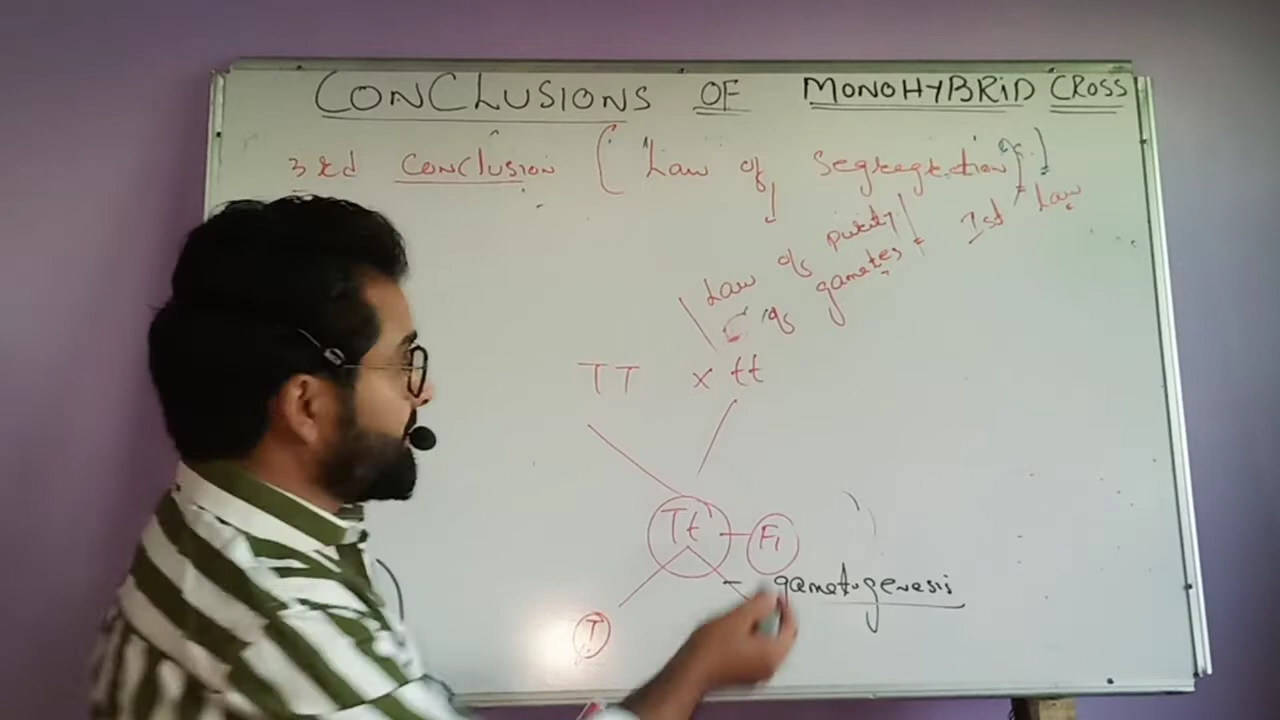 CONCLUSIONS OF MONOHYBRID CROSS
3rd CONCLUSION (Law of Segregation)
1st Law
Law of purity
of gametes
TT x tt
Tt - F1
- gametogenesis
T